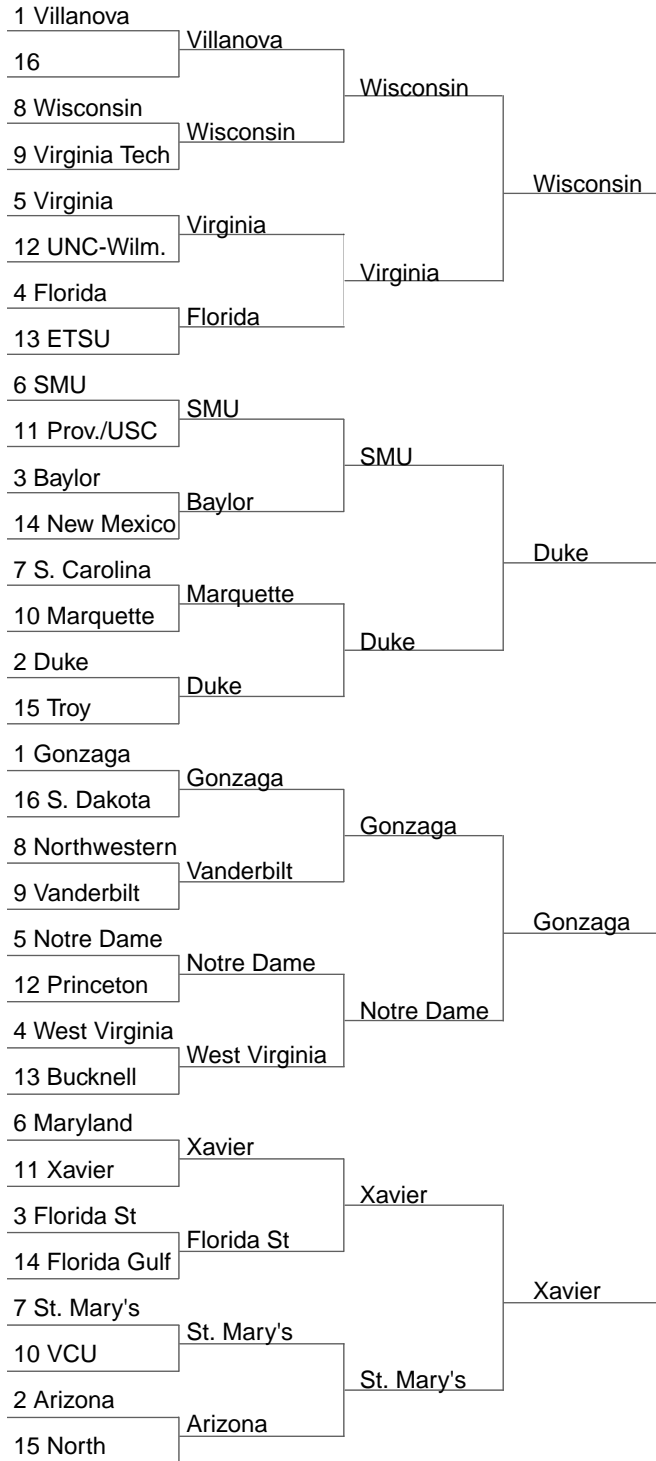 1 Villanova
Villanova
16
Wisconsin
8 Wisconsin
Wisconsin
9 Virginia Tech
Wisconsin
5 Virginia
Virginia
12 UNC-Wilm.
Virginia
4 Florida
Florida
13 ETSU
6 SMU
SMU
11 Prov./USC
SMU
3 Baylor
Baylor
14 New Mexico
Duke
7 S. Carolina
Marquette
10 Marquette
Duke
2 Duke
Duke
15 Troy
1 Gonzaga
Gonzaga
16 S. Dakota
Gonzaga
8 Northwestern
Vanderbilt
9 Vanderbilt
Gonzaga
5 Notre Dame
Notre Dame
12 Princeton
Notre Dame
4 West Virginia
West Virginia
13 Bucknell
6 Maryland
Xavier
11 Xavier
Xavier
3 Florida St
Florida St
14 Florida Gulf
Xavier
7 St. Mary's
St. Mary's
10 VCU
St. Mary's
2 Arizona
Arizona
15 North